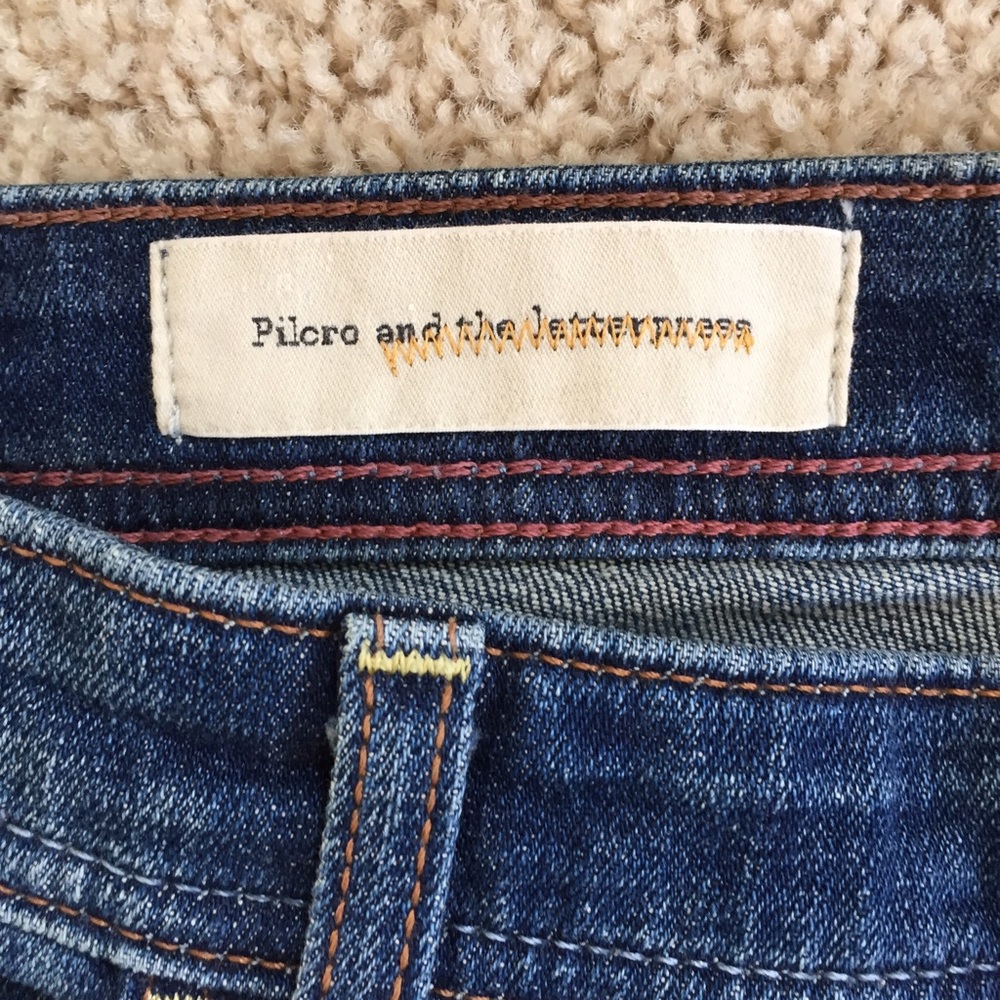 Pilcro and the letterpress